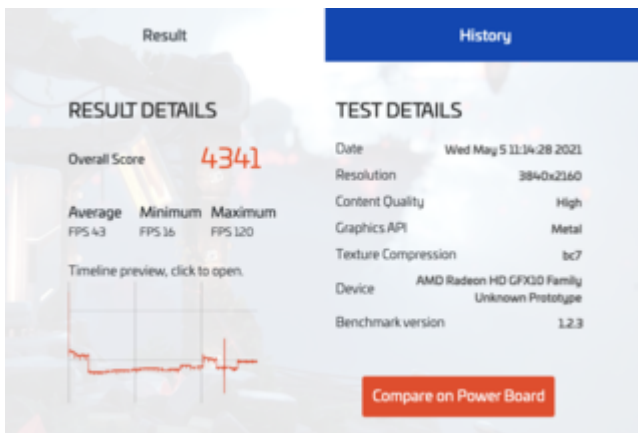 Result
History
RESULT DETAILS
Overall Score 4341
Average Minimum Maximum
FPS 43 FPS 16 FPS 120
Timeline preview, click to open.
TEST DETAILS
Date Wed May 5 11:14:28 2021
Resolution 3840x2160
Content Quality High
Graphics API Metal
Texture Compression bc7
Device AMD Radeon HD GFX10 Family
Unknown Prototype
Benchmark version 1.2.3
Compare on Power Board